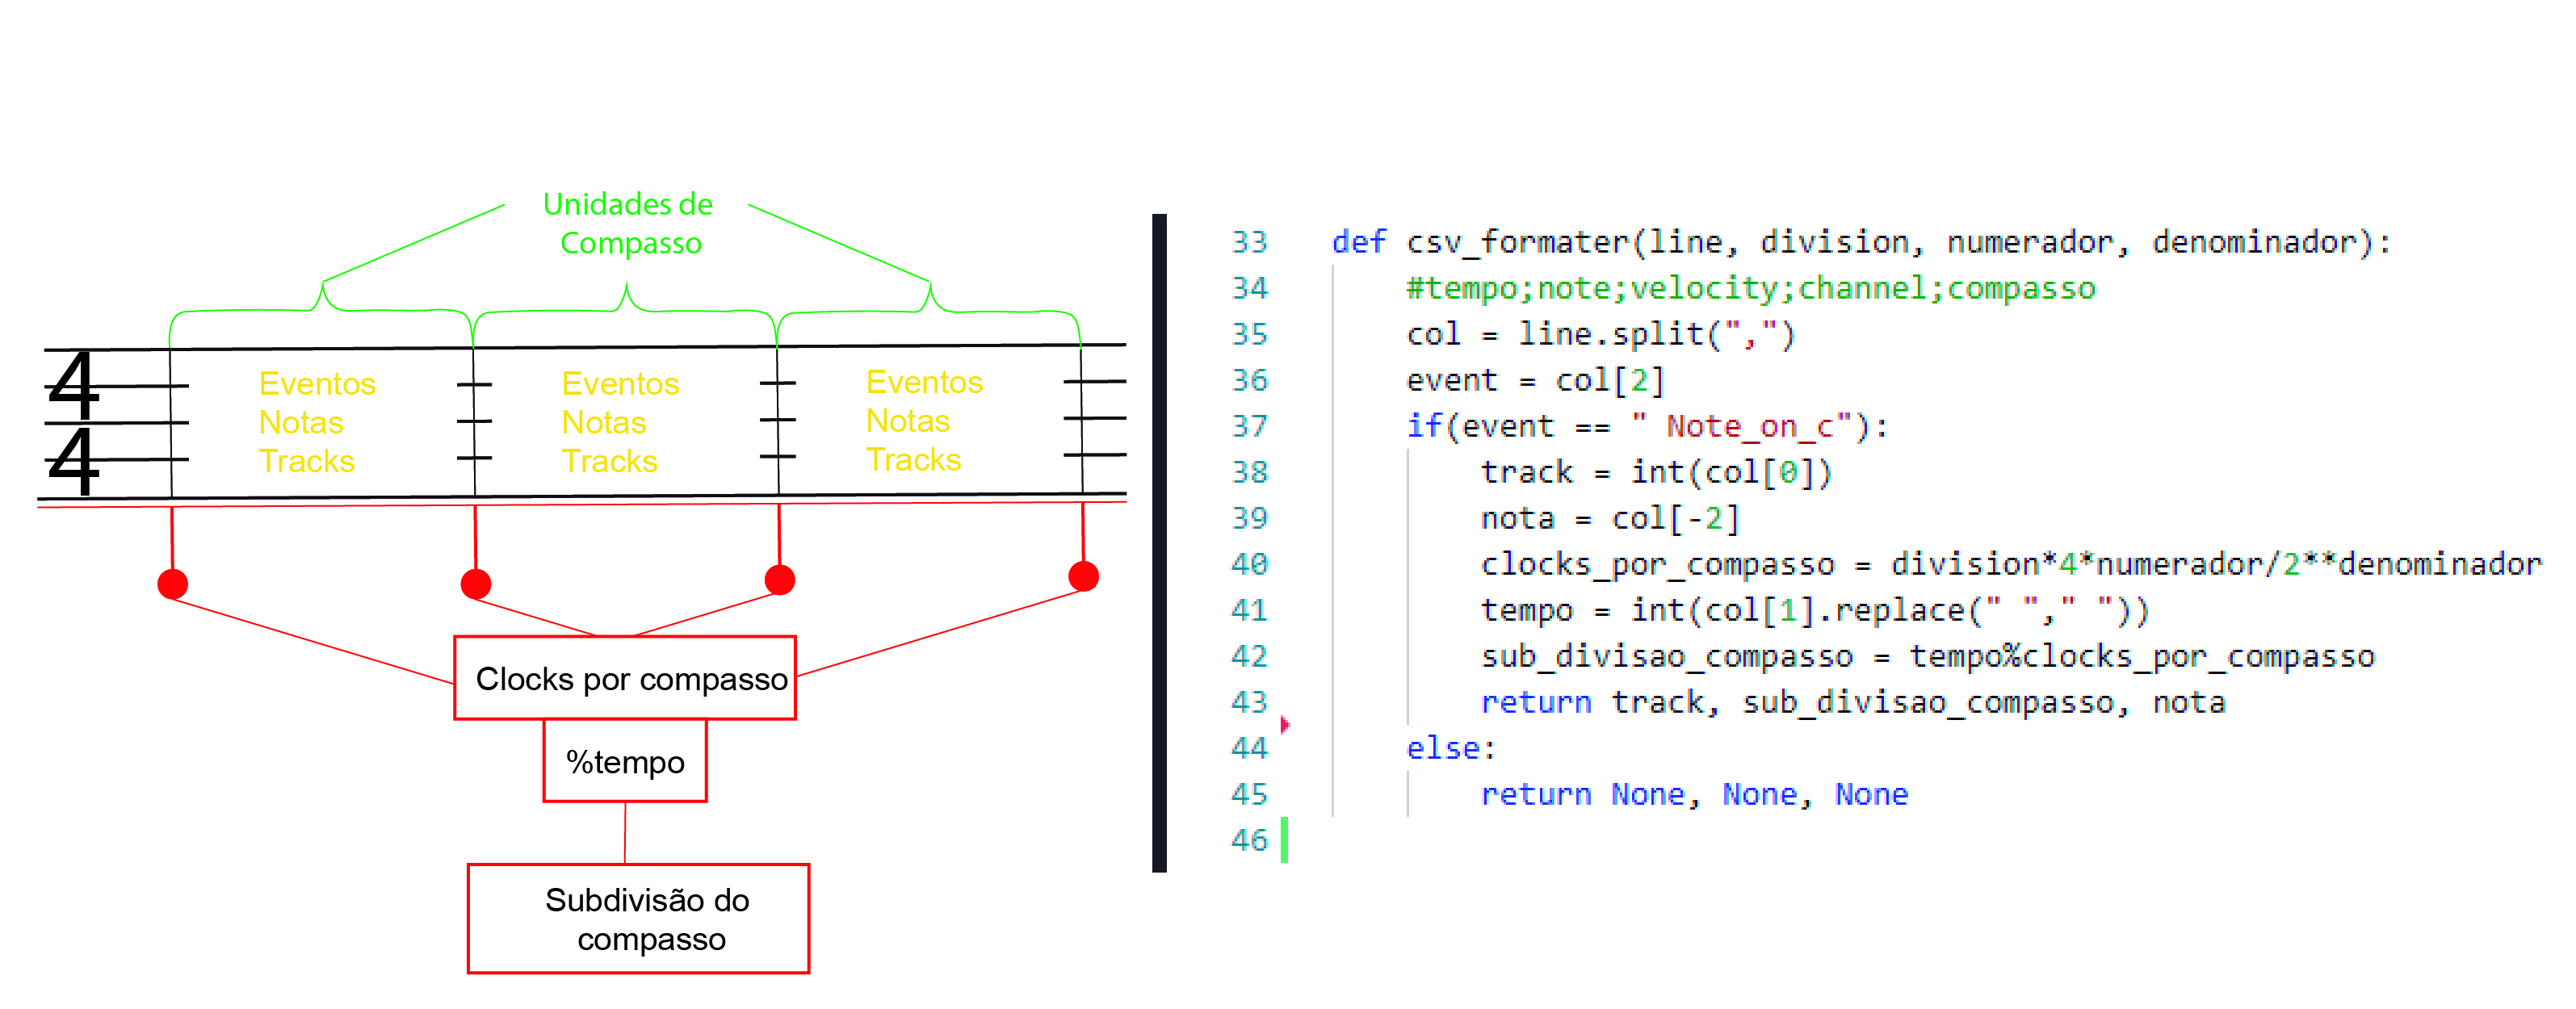 Unidades de
Compasso
4
4
Eventos
Notas
Tracks
Eventos
Notas
Tracks
Eventos
Notas
Tracks
Clocks por compasso
%tempo
Subdivisão do
compasso
33 def csv_formater(line, division, numerador, denominador):
34 #tempo;note;velocity;channel;compasso
35 col = line.split(",")
36 event = col[2]
37 if(event == " Note_on_c"):
38 track = int(col[0])
39 nota = col[-2]
40 clocks_por_compasso = division*4*numerador/2**denominador
41 tempo = int(col[1].replace(" "," "))
42 sub_divisao_compasso = tempo%clocks_por_compasso
43 return track, sub_divisao_compasso, nota
44 else:
45 return None, None, None
46